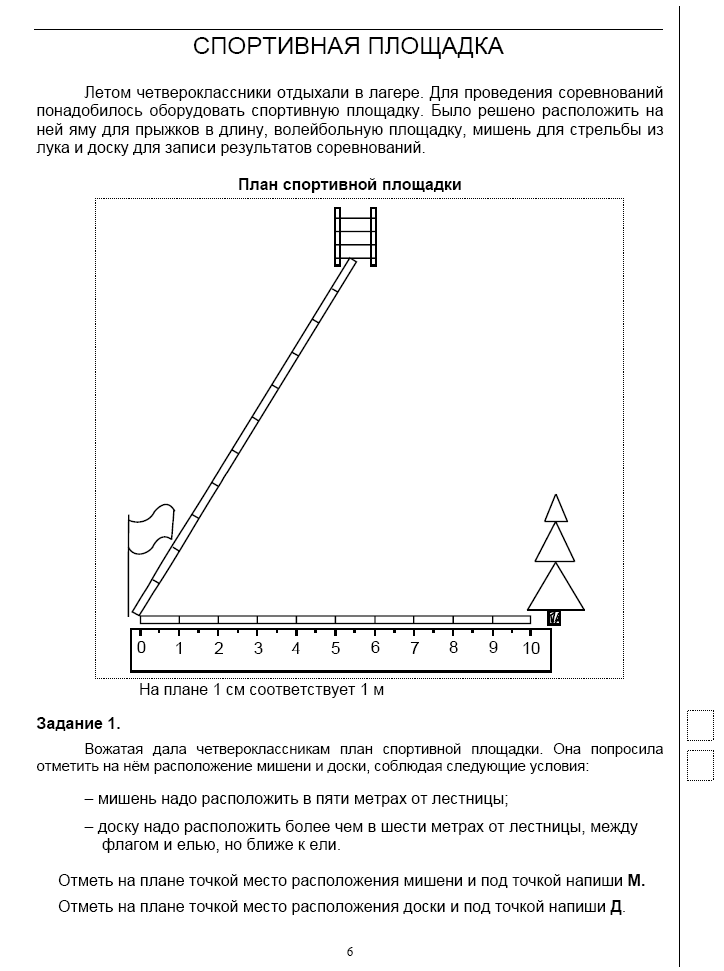 СПОРТИВНАЯ ПЛОЩАДКА
Летом четвероклассники отдыхали в лагере. Для проведения соревнований
понадобилось оборудовать спортивную площадку. Было решено расположить на
ней яму для прыжков в длину, волейбольную площадку, мишень для стрельбы из
лука и доску для записи результатов соревнований.
План спортивной площадки
0 1 2 3 4 5 6 7 8 9 10
На плане 1 см соответствует 1 м
Задание 1.
Вожатая дала четвероклассникам план спортивной площадки. Она попросила
отметить на нём расположение мишени и доски, соблюдая следующие условия:
– мишень надо расположить в пяти метрах от лестницы;
– доску надо расположить более чем в шести метрах от лестницы, между
флагом и елью, но ближе к ели.
Отметь на плане точкой место расположения мишени и под точкой напиши М.
Отметь на плане точкой место расположения доски и под точкой напиши Д.
6